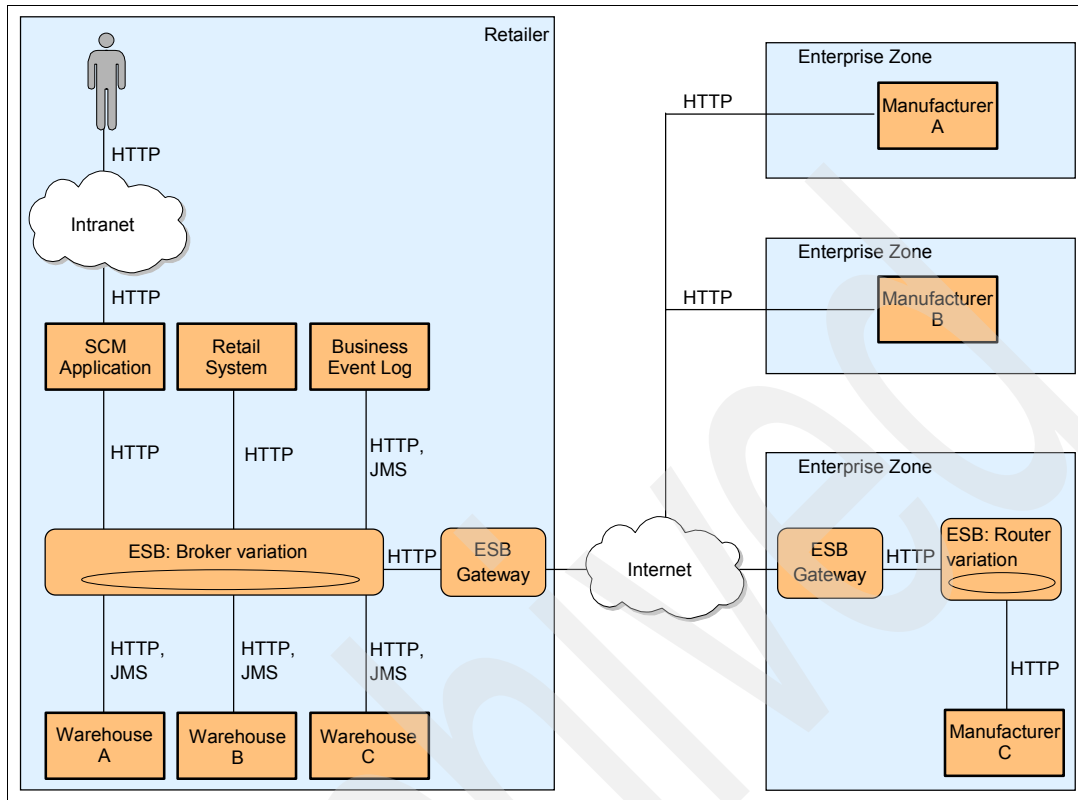 Retailer
HTTP
Intranet
HTTP
SCM
Application
Retail
System
Business
Event Log
HTTP
HTTP
HTTP,
JMS
ESB: Broker variation
HTTP
ESB
Gateway
HTTP,
JMS
HTTP,
JMS
HTTP,
JMS
Warehouse
A
Warehouse
B
Warehouse
C
Internet
Enterprise Zone
HTTP
Manufacturer
A
Enterprise Zone
HTTP
Manufacturer
B
Enterprise Zone
ESB
Gateway
HTTP
ESB: Router
variation
HTTP
Manufacturer
C